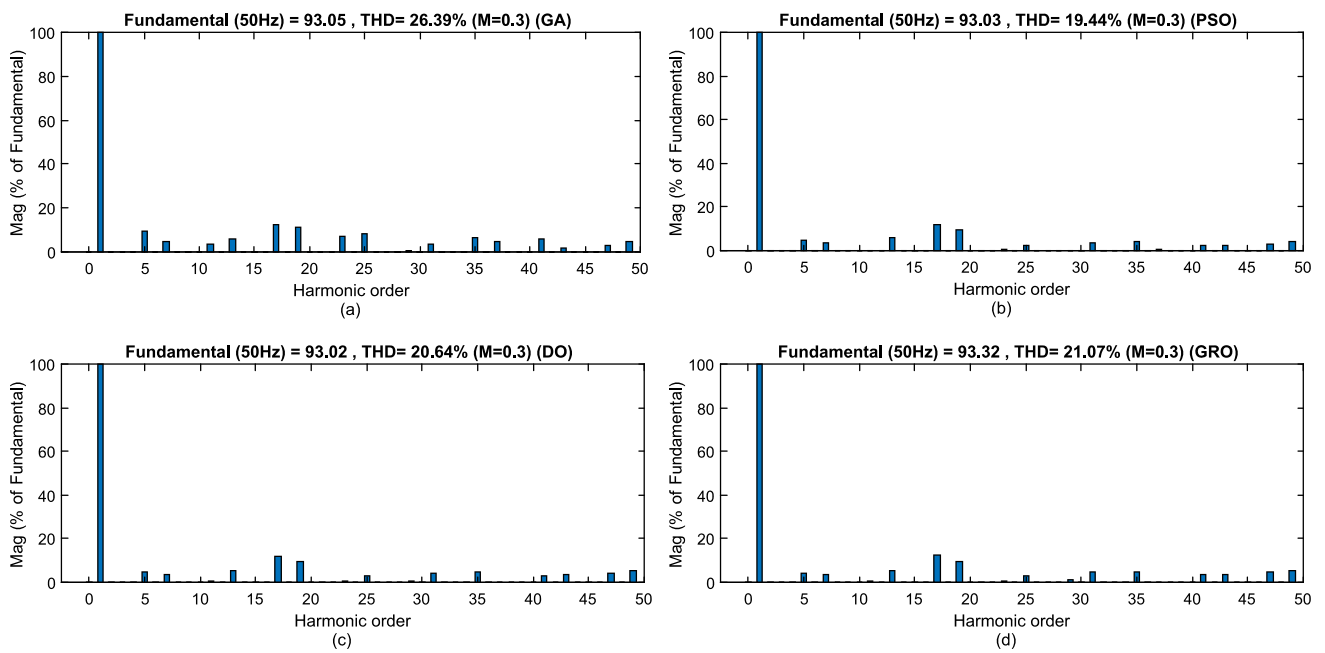 Fundamental (50Hz) = 93.05 , THD= 26.39% (M=0.3) (GA)
Mag (% of Fundamental)
100
80
60
40
20
0
0 5 10 15 20 25 30 35 40 45 50
Harmonic order
(a)
Fundamental (50Hz) = 93.03 , THD= 19.44% (M=0.3) (PSO)
Mag (% of Fundamental)
100
80
60
40
20
0
0 5 10 15 20 25 30 35 40 45 50
Harmonic order
(b)
Fundamental (50Hz) = 93.02 , THD= 20.64% (M=0.3) (DO)
Mag (% of Fundamental)
100
80
60
40
20
0
0 5 10 15 20 25 30 35 40 45 50
Harmonic order
(c)
Fundamental (50Hz) = 93.32 , THD= 21.07% (M=0.3) (GRO)
Mag (% of Fundamental)
100
80
60
40
20
0
0 5 10 15 20 25 30 35 40 45 50
Harmonic order
(d)